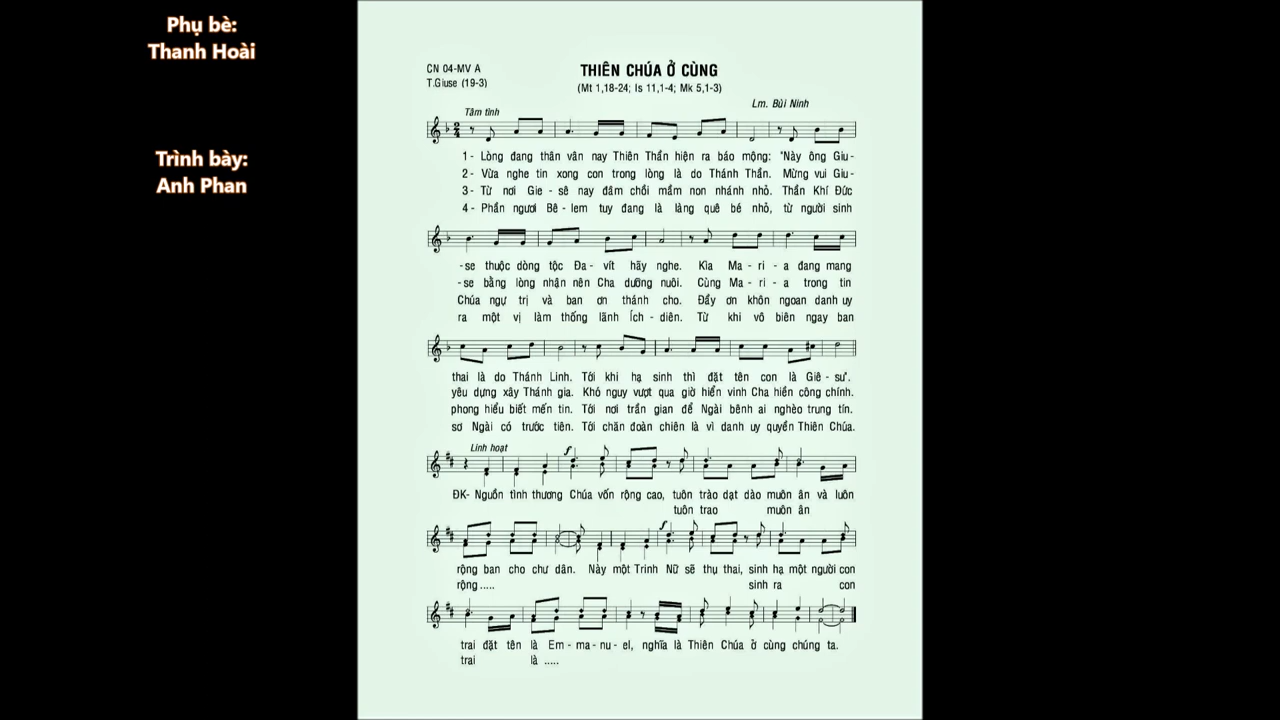 Phụ bè:
Thanh Hoài
Trình bày:
Anh Phan
CN 04-MV A
T.Giuse (19-3)
THIÊN CHÚA Ở CÙNG
(Mt 1,18-24; Is 11,1-4; Mk 5,1-3)
Lm. Bùi Ninh
Tâm tình
1- Lòng đang thân vân nay Thiên Thần hiện ra báo mộng: "Này ông Giu-
2- Vừa nghe tin xong con trong lòng là do Thánh Thần. Mừng vui Giu-
3- Từ nơi Gie - sê nay đâm chồi mầm non nhánh nhỏ. Thần Khí Đức
4- Phần ngươi Bê - lem tuy đang là làng quê bé nhỏ, từ người sinh
-se thuộc dòng tộc Đa - vít hãy nghe. Kìa Ma - ri - a đang mang
-se bằng lòng nhận nên Cha dưỡng nuôi. Cùng Ma - ri - a trong tin
Chúa ngự trị và ban ơn thánh cho. Đầy ơn khôn ngoan danh uy
ra một vị làm thống lãnh Ích - diên. Từ khi vô biên ngay ban
thai là do Thánh Linh. Tới khi hạ sinh thì đặt tên con là Giê - su".
yêu dựng xây Thánh gia. Khó nguy vượt qua giờ hiển vinh Cha hiền công chính.
phong hiểu biết mến tin. Tới nơi trần gian để Ngài bênh ai nghèo trung tín.
sơ Ngài có trước tiên. Tới chăn đoàn chiên là vì danh uy quyền Thiên Chúa.
Linh hoạt
f
ĐK- Nguồn tình thương Chúa vốn rộng cao, tuôn trào dạt dào muôn ân và luôn
tuôn trao muôn ân
f
rộng ban cho chư dân. Này một Trinh Nữ sẽ thụ thai, sinh hạ một người con
rộng ..... sinh ra con
trai đặt tên là Em - ma - nu - el, nghĩa là Thiên Chúa ở cùng chúng ta.
trai là .....